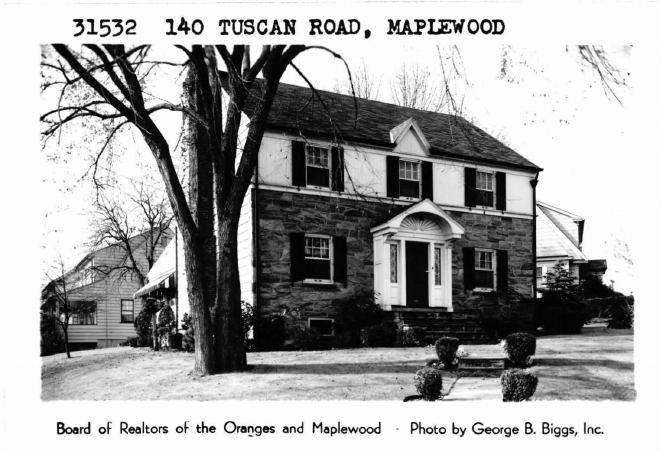 31532 140 TUSCAN ROAD, MAPLEWOOD
Board of Realtors of the Oranges and Maplewood - Photo by George B. Biggs, Inc.